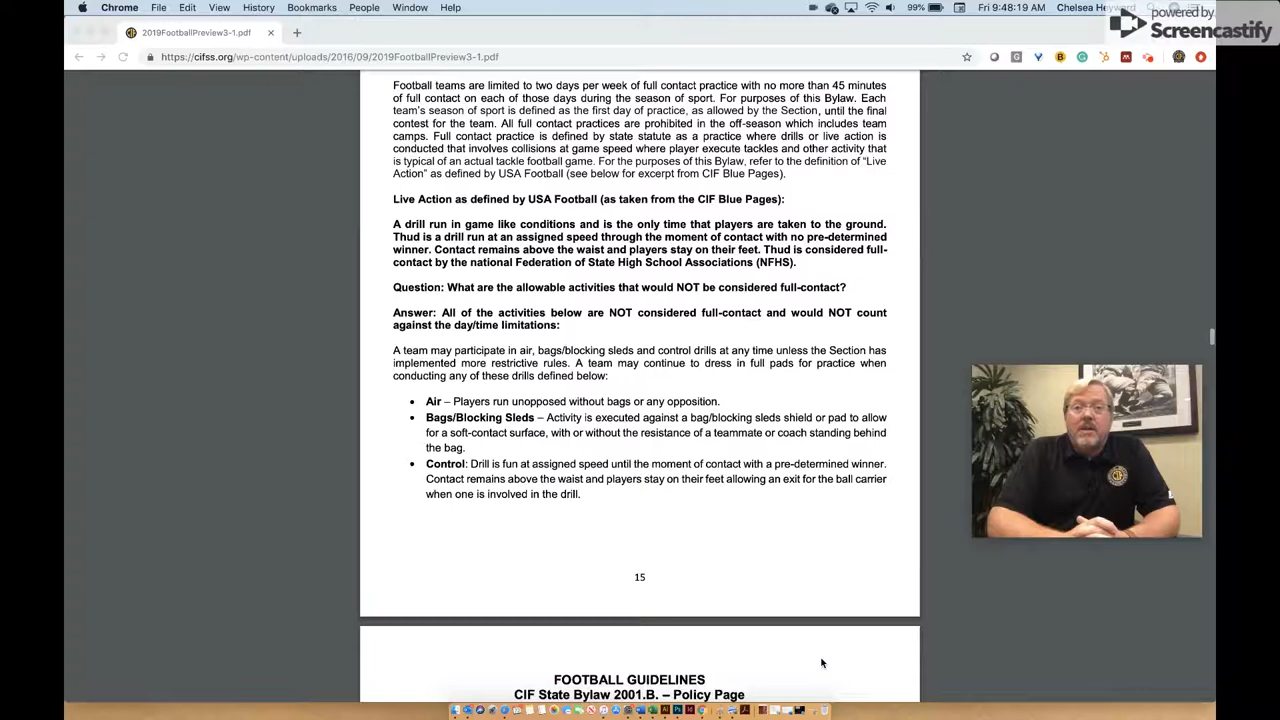 Chrome File Edit View History Bookmarks People Window Help 99% Fri 9:48:19 AM Chelsea Heyward
powered by
Screencastify
2019FootballPreview3-1.pdf
https://cifss.org/wp-content/uploads/2016/09/2019FootballPreview3-1.pdf
Football teams are limited to two days per week of full contact practice with no more than 45 minutes
of full contact on each of those days during the season of sport. For purposes of this Bylaw. Each
team's season of sport is defined as the first day of practice, as allowed by the Section, until the final
contest for the team. All full contact practices are prohibited in the off-season which includes team
camps. Full contact practice is defined by state statute as a practice where drills or live action is
conducted that involves collisions at game speed where player execute tackles and other activity that
is typical of an actual tackle football game. For the purposes of this Bylaw, refer to the definition of "Live
Action" as defined by USA Football (see below for excerpt from CIF Blue Pages).
Live Action as defined by USA Football (as taken from the CIF Blue Pages):
A drill run in game like conditions and is the only time that players are taken to the ground.
Thud is a drill run at an assigned speed through the moment of contact with no pre-determined
winner. Contact remains above the waist and players stay on their feet. Thud is considered full-
contact by the national Federation of State High School Associations (NFHS).
Question: What are the allowable activities that would NOT be considered full-contact?
Answer: All of the activities below are NOT considered full-contact and would NOT count
against the day/time limitations:
A team may participate in air, bags/blocking sleds and control drills at any time unless the Section has
implemented more restrictive rules. A team may continue to dress in full pads for practice when
conducting any of these drills defined below:
• Air – Players run unopposed without bags or any opposition.
• Bags/Blocking Sleds – Activity is executed against a bag/blocking sleds shield or pad to allow
for a soft-contact surface, with or without the resistance of a teammate or coach standing behind
the bag.
• Control: Drill is fun at assigned speed until the moment of contact with a pre-determined winner.
Contact remains above the waist and players stay on their feet allowing an exit for the ball carrier
when one is involved in the drill.
15
FOOTBALL GUIDELINES
CIF State Bylaw 2001.B. – Policy Page